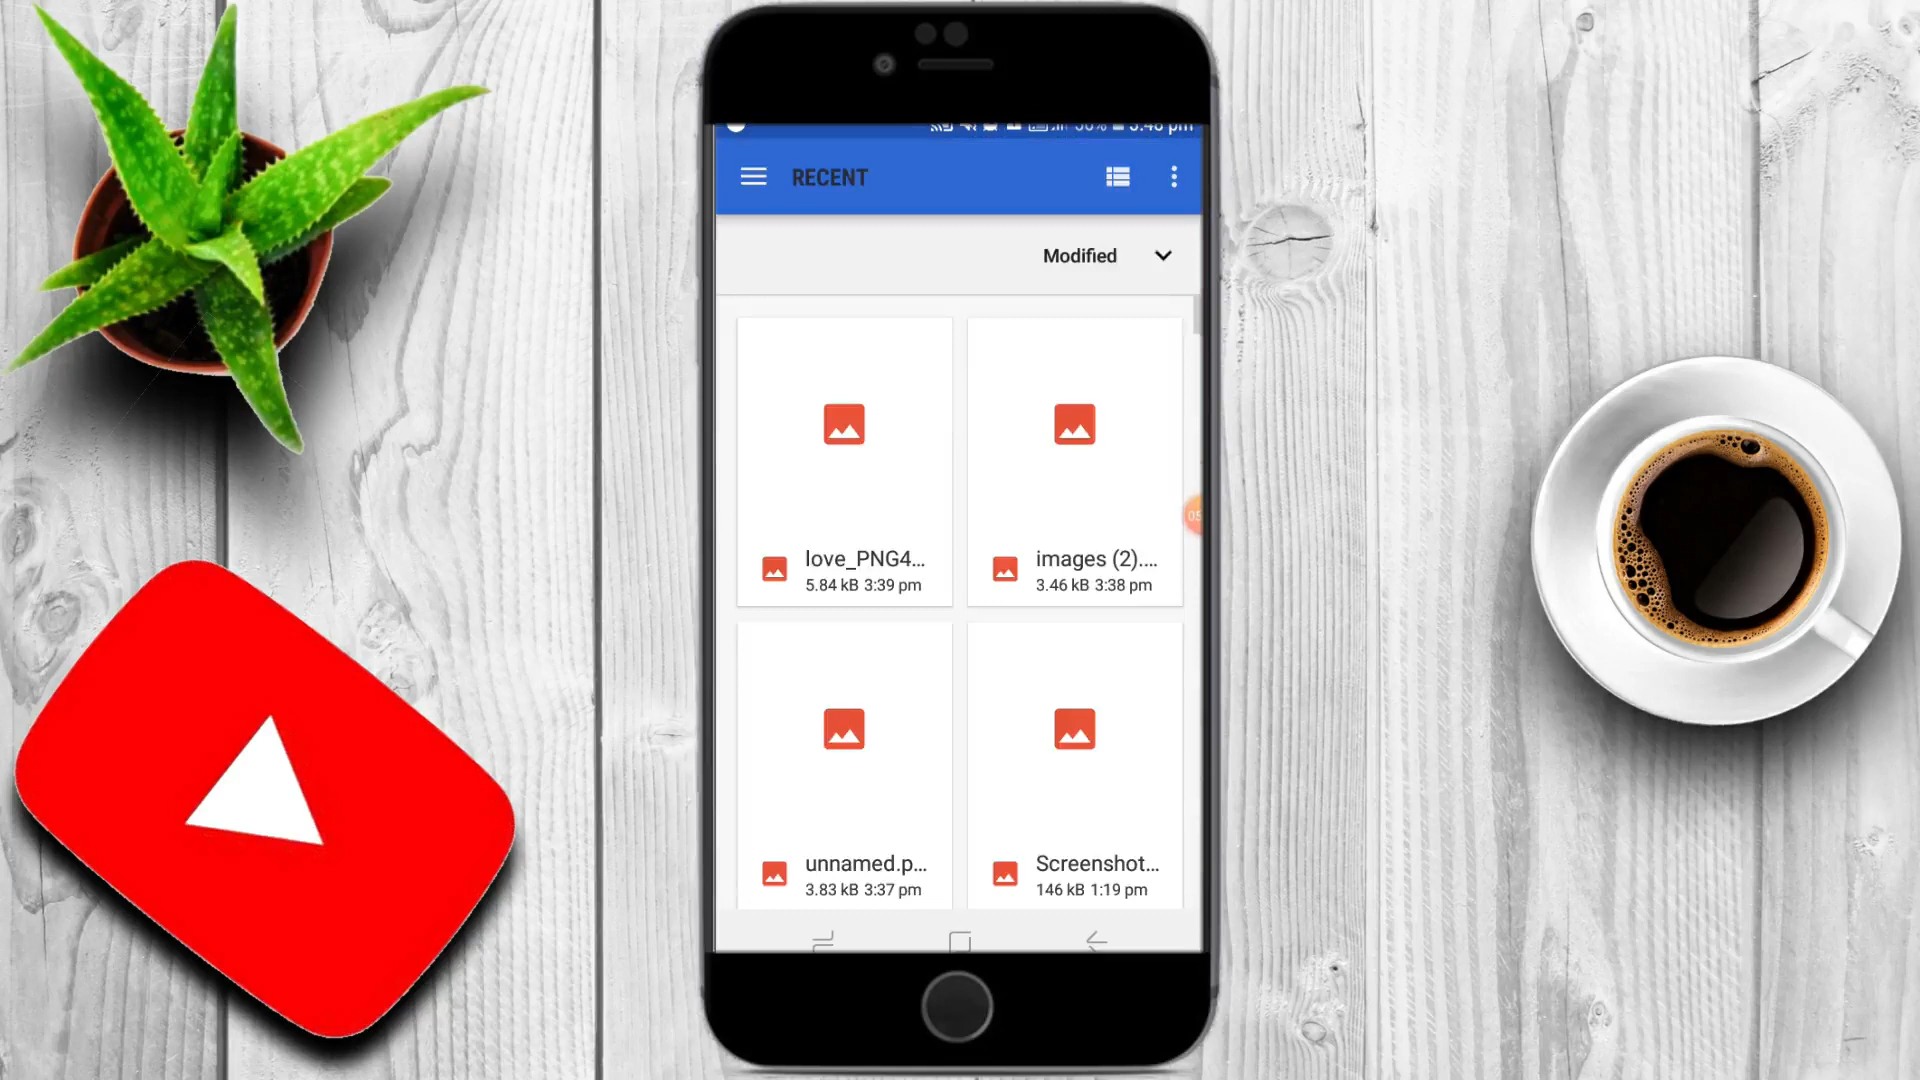 RECENT
Modified
love_PNG4...
5.84 kB 3:39 pm
images (2)....
3.46 kB 3:38 pm
unnamed.p...
3.83 kB 3:37 pm
Screenshot...
146 kB 1:19 pm